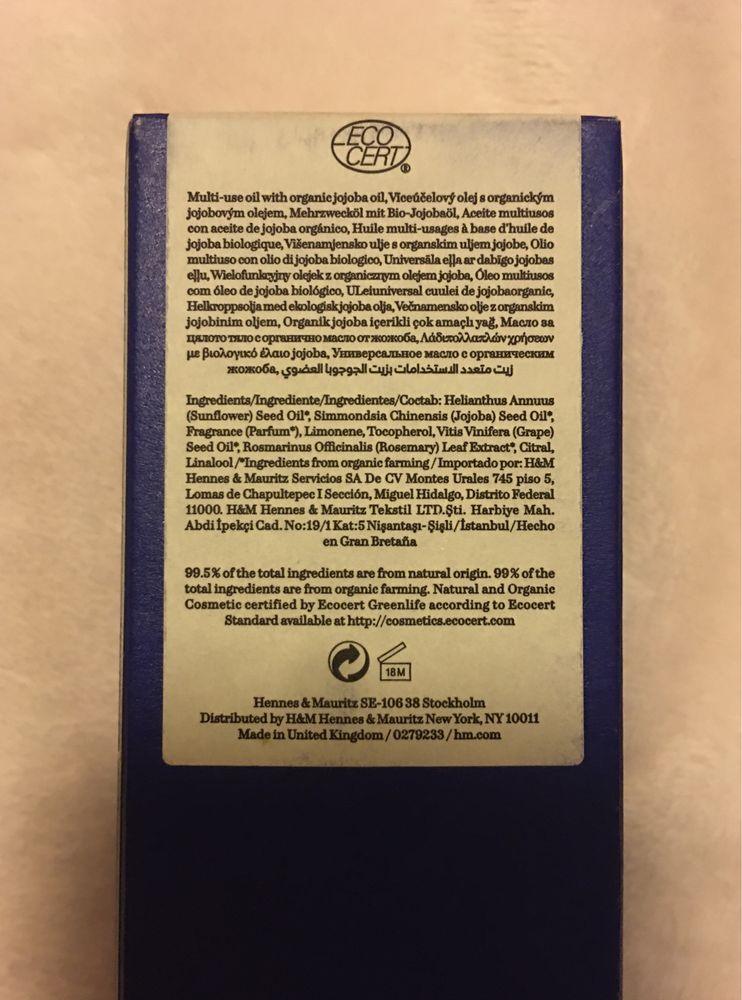 ECO
CERT®
Multi-use oil with organic jojoba oil, Víceúčelový olej s organickým
jojobovým olejem, Mehrzwecköl mit Bio-Jojobaöl, Aceite multiusos
con aceite de jojoba orgánico, Huile multi-usages à base d'huile de
jojoba biologique, Višenamjensko ulje s organskim uljem jojobe, Olio
multiuso con olio di jojoba biologico, Universāla eļļa ar dabīgo jojobas
eļļu, Wielofunkcyjny olejek z organicznym olejem jojoba, Óleo multiusos
com óleo de jojoba biológico, ULeiuniversal cuulei de jojobaorganic,
Helkroppsolja med ekologisk jojoba olja, Večnamensko olje z organskim
jojobinim oljem, Organik jojoba içerikli çok amaçlı yağ, Масло за
цялото тяло с органично масло от жожоба, Λάδιπολλαπλών χρήσεων
με βιολογικό έλαιο jojoba, Универсальное масло с органическим
жожоба, زيت متعدد الاستخدامات بزيت الجوجوبا العضوي
Ingredients/Ingrediente/Ingredientes/Coctab: Helianthus Annuus
(Sunflower) Seed Oil*, Simmondsia Chinensis (Jojoba) Seed Oil*,
Fragrance (Parfum*), Limonene, Tocopherol, Vitis Vinifera (Grape)
Seed Oil*, Rosmarinus Officinalis (Rosemary) Leaf Extract*, Citral,
Linalool /*Ingredients from organic farming / Importado por: H&M
Hennes & Mauritz Servicios SA De CV Montes Urales 745 piso 5,
Lomas de Chapultepec I Sección, Miguel Hidalgo, Distrito Federal
11000. H&M Hennes & Mauritz Tekstil LTD.Şti. Harbiye Mah.
Abdi İpekçi Cad. No:19/1 Kat:5 Nişantaşı-Şişli/İstanbul/Hecho
en Gran Bretaña
99.5% of the total ingredients are from natural origin. 99% of the
total ingredients are from organic farming. Natural and Organic
Cosmetic certified by Ecocert Greenlife according to Ecocert
Standard available at http://cosmetics.ecocert.com
18M
Hennes & Mauritz SE-106 38 Stockholm
Distributed by H&M Hennes & Mauritz New York, NY 10011
Made in United Kingdom / 0279233 / hm.com